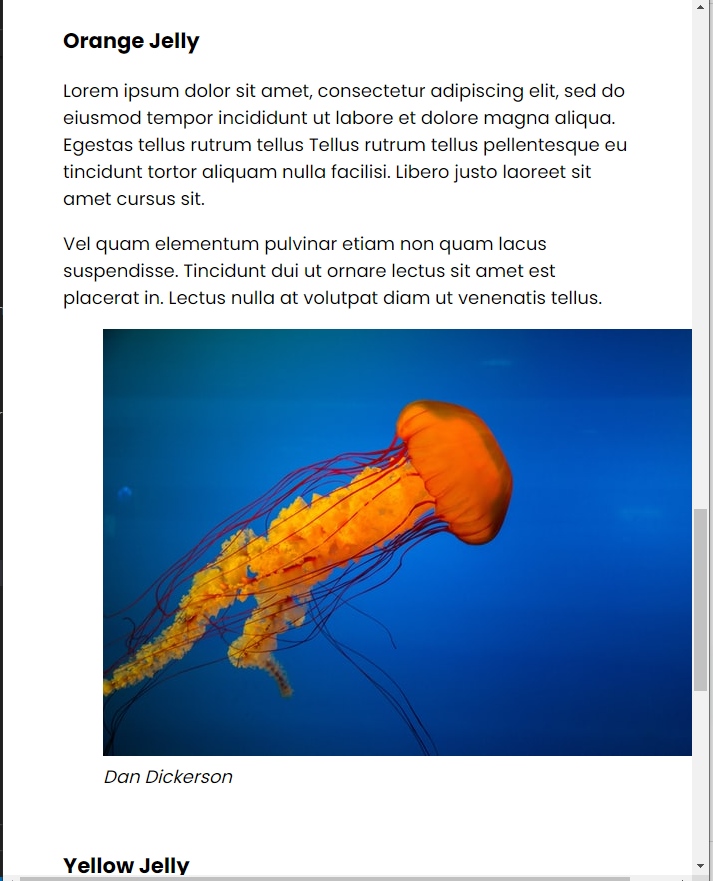 Orange Jelly
Lorem ipsum dolor sit amet, consectetur adipiscing elit, sed do
eiusmod tempor incididunt ut labore et dolore magna aliqua.
Egestas tellus rutrum tellus Tellus rutrum tellus pellentesque eu
tincidunt tortor aliquam nulla facilisi. Libero justo laoreet sit
amet cursus sit.
Vel quam elementum pulvinar etiam non quam lacus
suspendisse. Tincidunt dui ut ornare lectus sit amet est
placerat in. Lectus nulla at volutpat diam ut venenatis tellus.
Dan Dickerson
Yellow Jelly